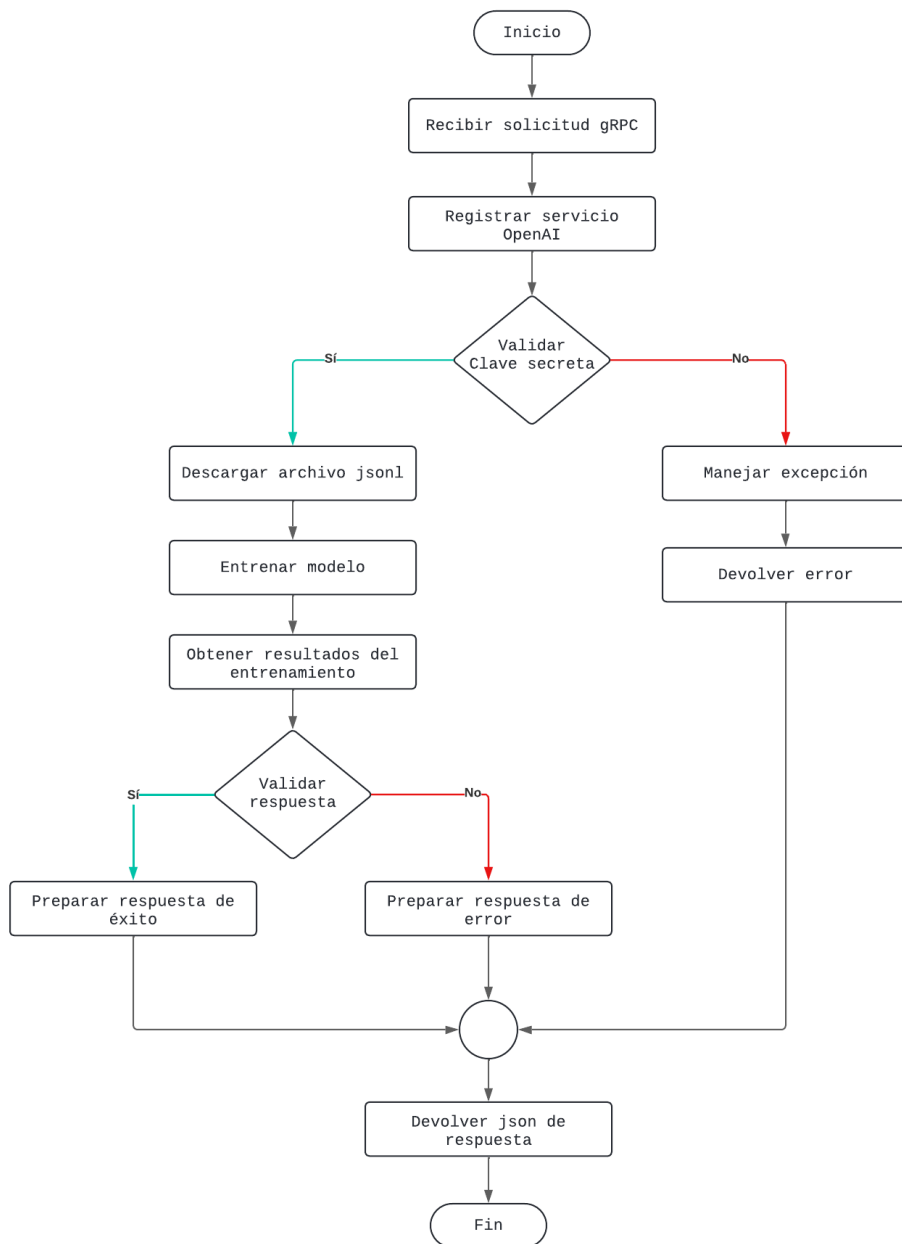 Inicio
Recibir solicitud gRPC
Registrar servicio
OpenAI
Validar
Clave secreta
Sí
No
Descargar archivo jsonl
Manejar excepción
Entrenar modelo
Devolver error
Obtener resultados del
entrenamiento
Validar
respuesta
Sí
No
Preparar respuesta de
éxito
Preparar respuesta de
error
Devolver json de
respuesta
Fin